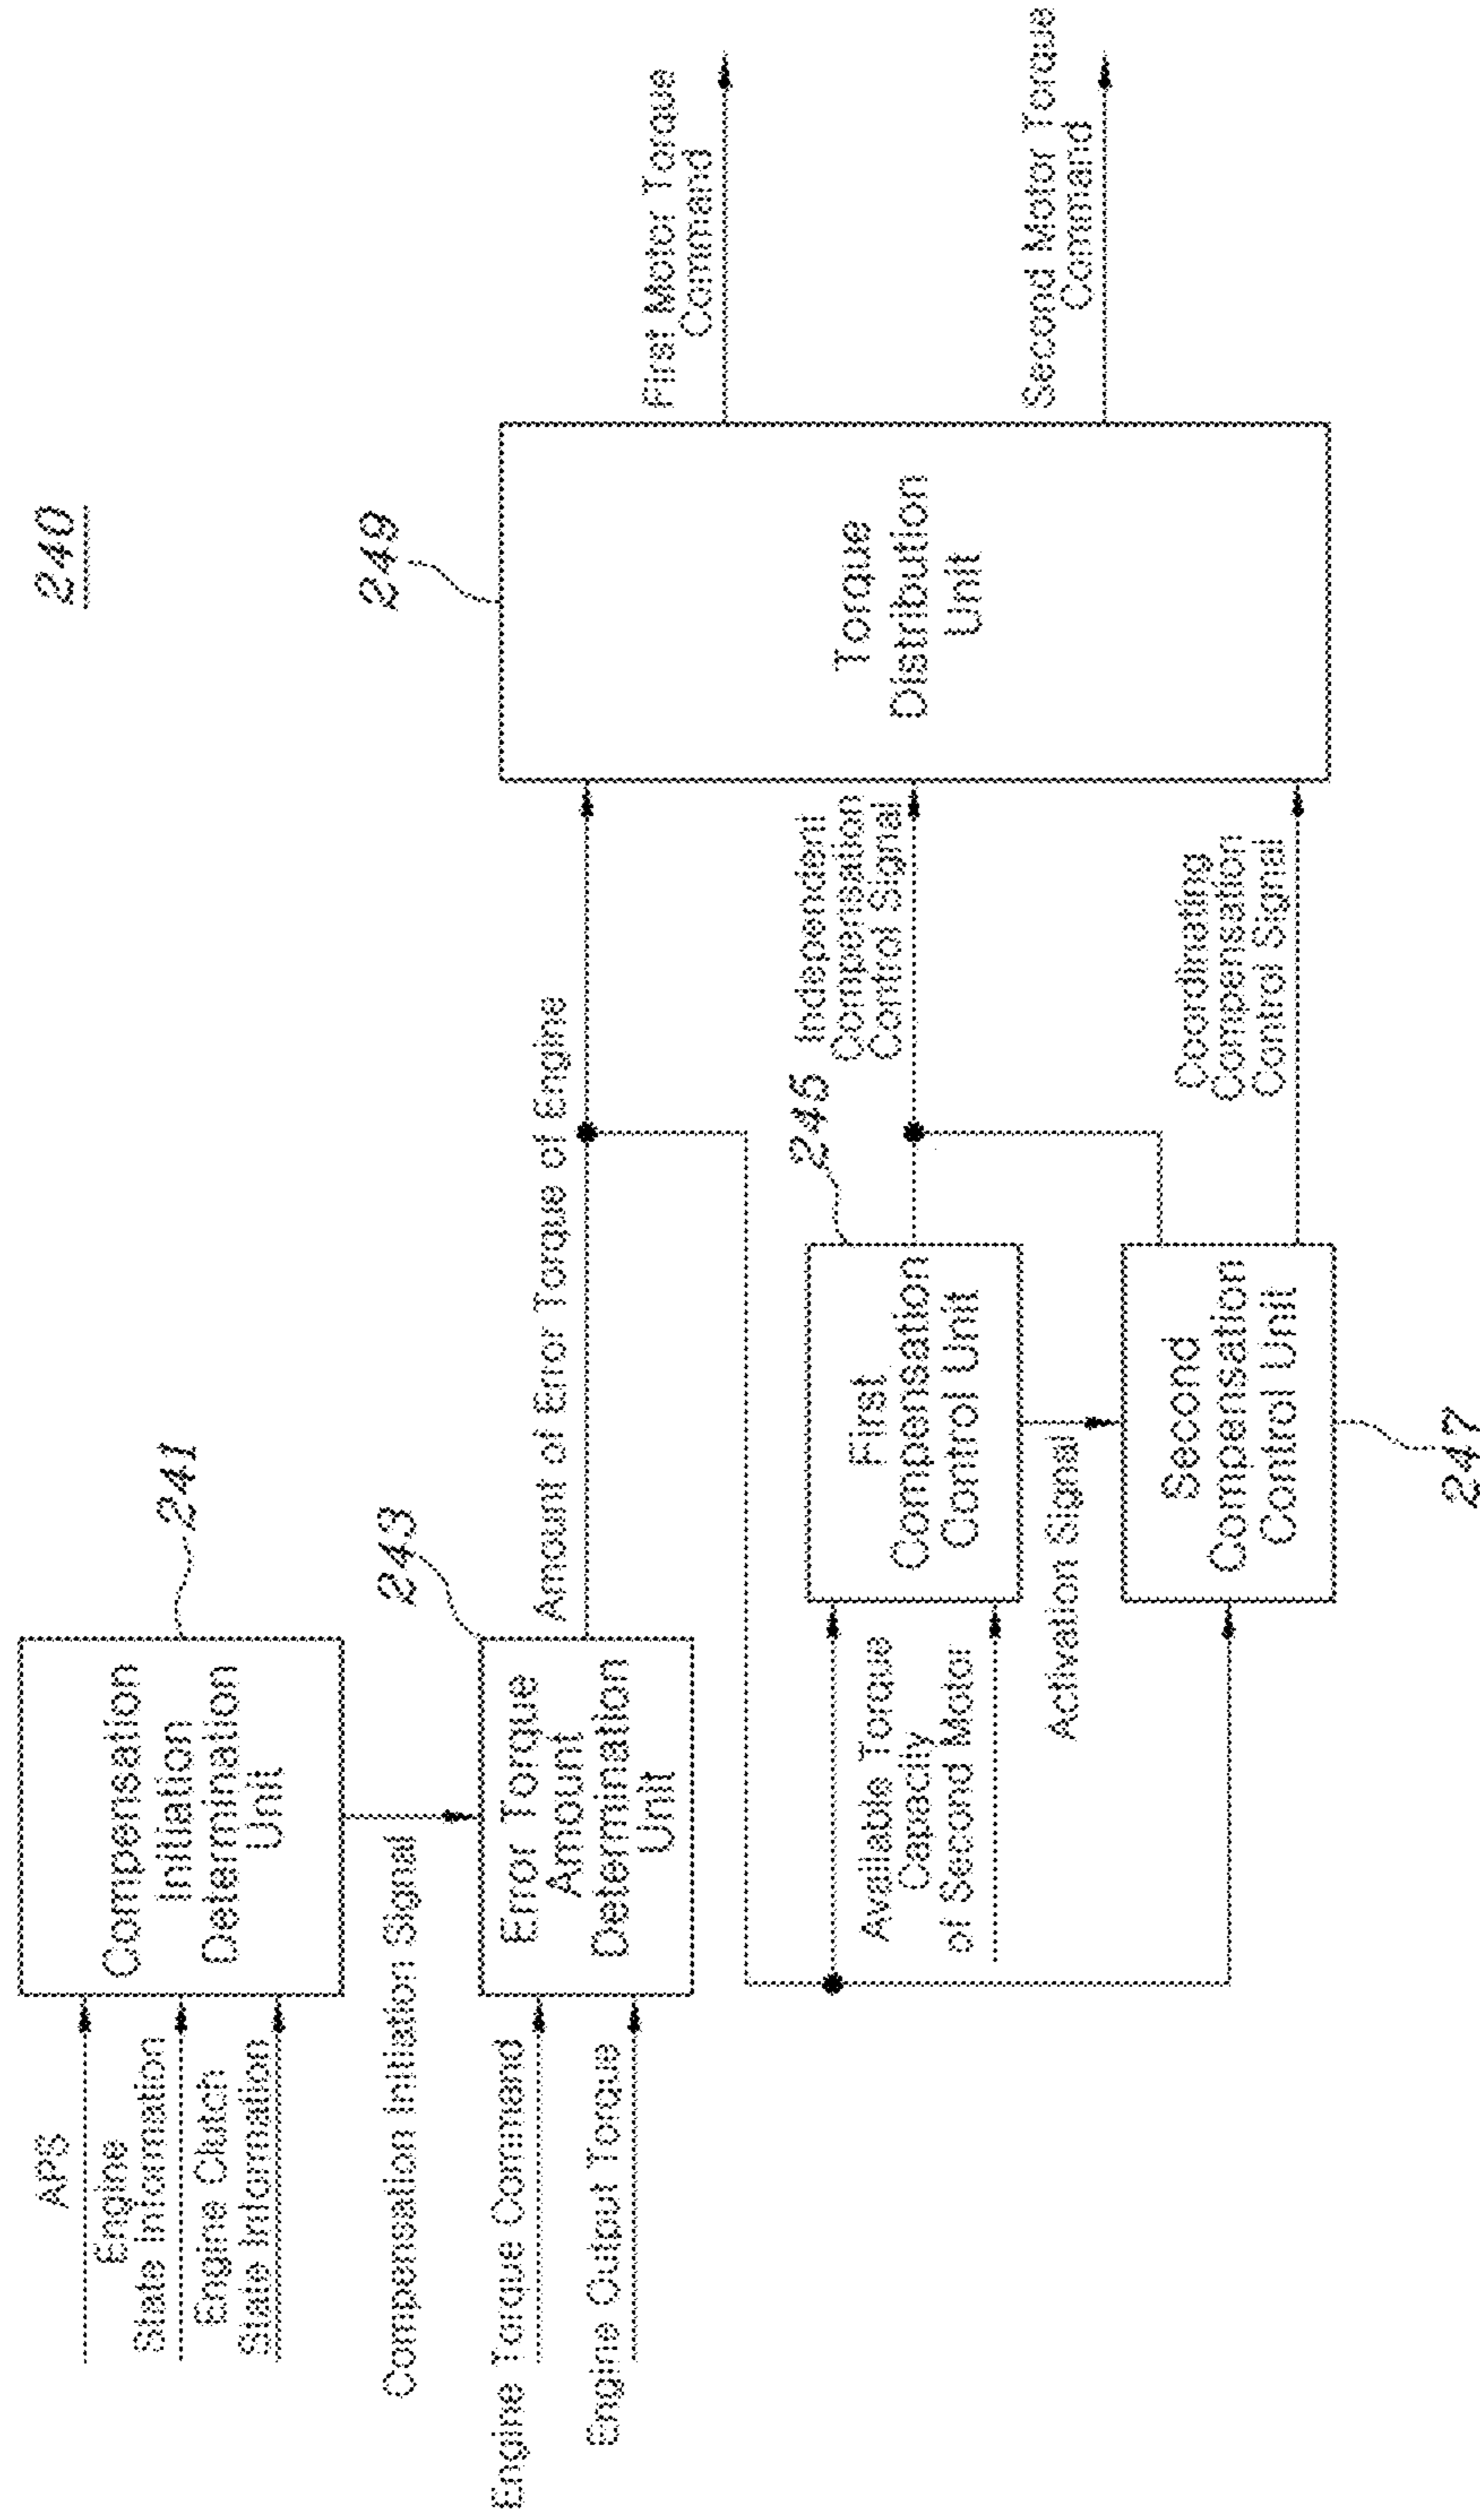 240
APS
Engine
State Information
Engine Clutch
State Information
Compensation
Initiation
Determination
Unit
241
Compensation Initiation Signal
Engine Torque Command
Engine Output Torque
Error Torque
Amount
Determination
Unit
243
Amount of Error Torque of Engine
249
Torque
Distribution
Unit
First Motor Torque
Command
Second Motor Torque
Command
Available Torque
Capacity
of Second Motor
First
Compensation
Control Unit
245
Independent
Compensation
Control Signal
Activation Signal
Second
Compensation
Control Unit
247
Coordinating
Compensation
Control Signal